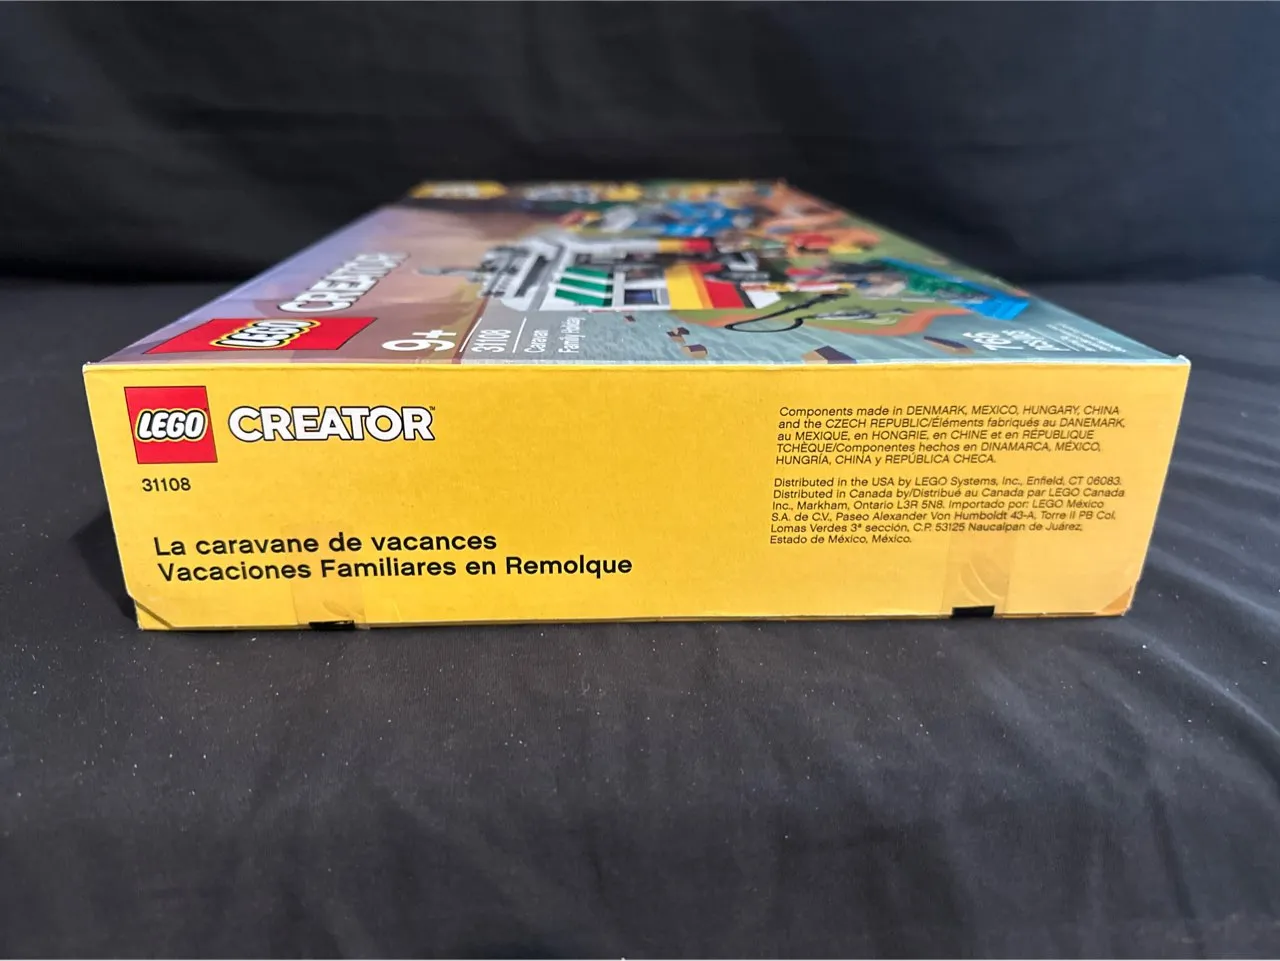 CREATOR
LEGO
9+
31108
Caravan
Family Holiday
766
LEGO
CREATOR™
31108
La caravane de vacances
Vacaciones Familiares en Remolque
Components made in DENMARK, MEXICO, HUNGARY, CHINA
and the CZECH REPUBLIC/Éléments fabriqués au DANEMARK,
au MEXIQUE, en HONGRIE, en CHINE et en RÉPUBLIQUE
TCHÈQUE/Componentes hechos en DINAMARCA, MÉXICO,
HUNGRÍA, CHINA y REPÚBLICA CHECA.
Distributed in the USA by LEGO Systems, Inc., Enfield, CT 06083.
Distributed in Canada by/Distribué au Canada par LEGO Canada
Inc., Markham, Ontario L3R 5N8. Importado por: LEGO México
S.A. de C.V., Paseo Alexander Von Humboldt 43-A. Torre II PB Col.
Lomas Verdes 3ª sección, C.P. 53125 Naucalpan de Juárez,
Estado de México, México.